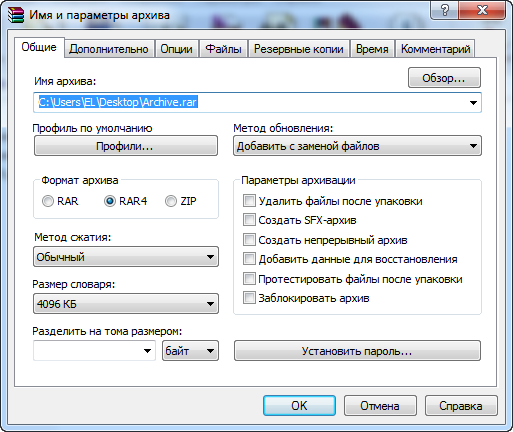 Имя и параметры архива
Общие Дополнительно Опции Файлы Резервные копии Время Комментарий
Имя архива: Обзор...
C:\Users\EL\Desktop\Archive.rar
Профиль по умолчанию Метод обновления:
Профили... Добавить с заменой файлов
Формат архива Параметры архивации
RAR RAR4 ZIP Удалить файлы после упаковки
Создать SFX-архив
Метод сжатия: Создать непрерывный архив
Обычный Добавить данные для восстановления
Размер словаря: Протестировать файлы после упаковки
4096 КБ Заблокировать архив
Разделить на тома размером:
байт Установить пароль...
OK Отмена Справка